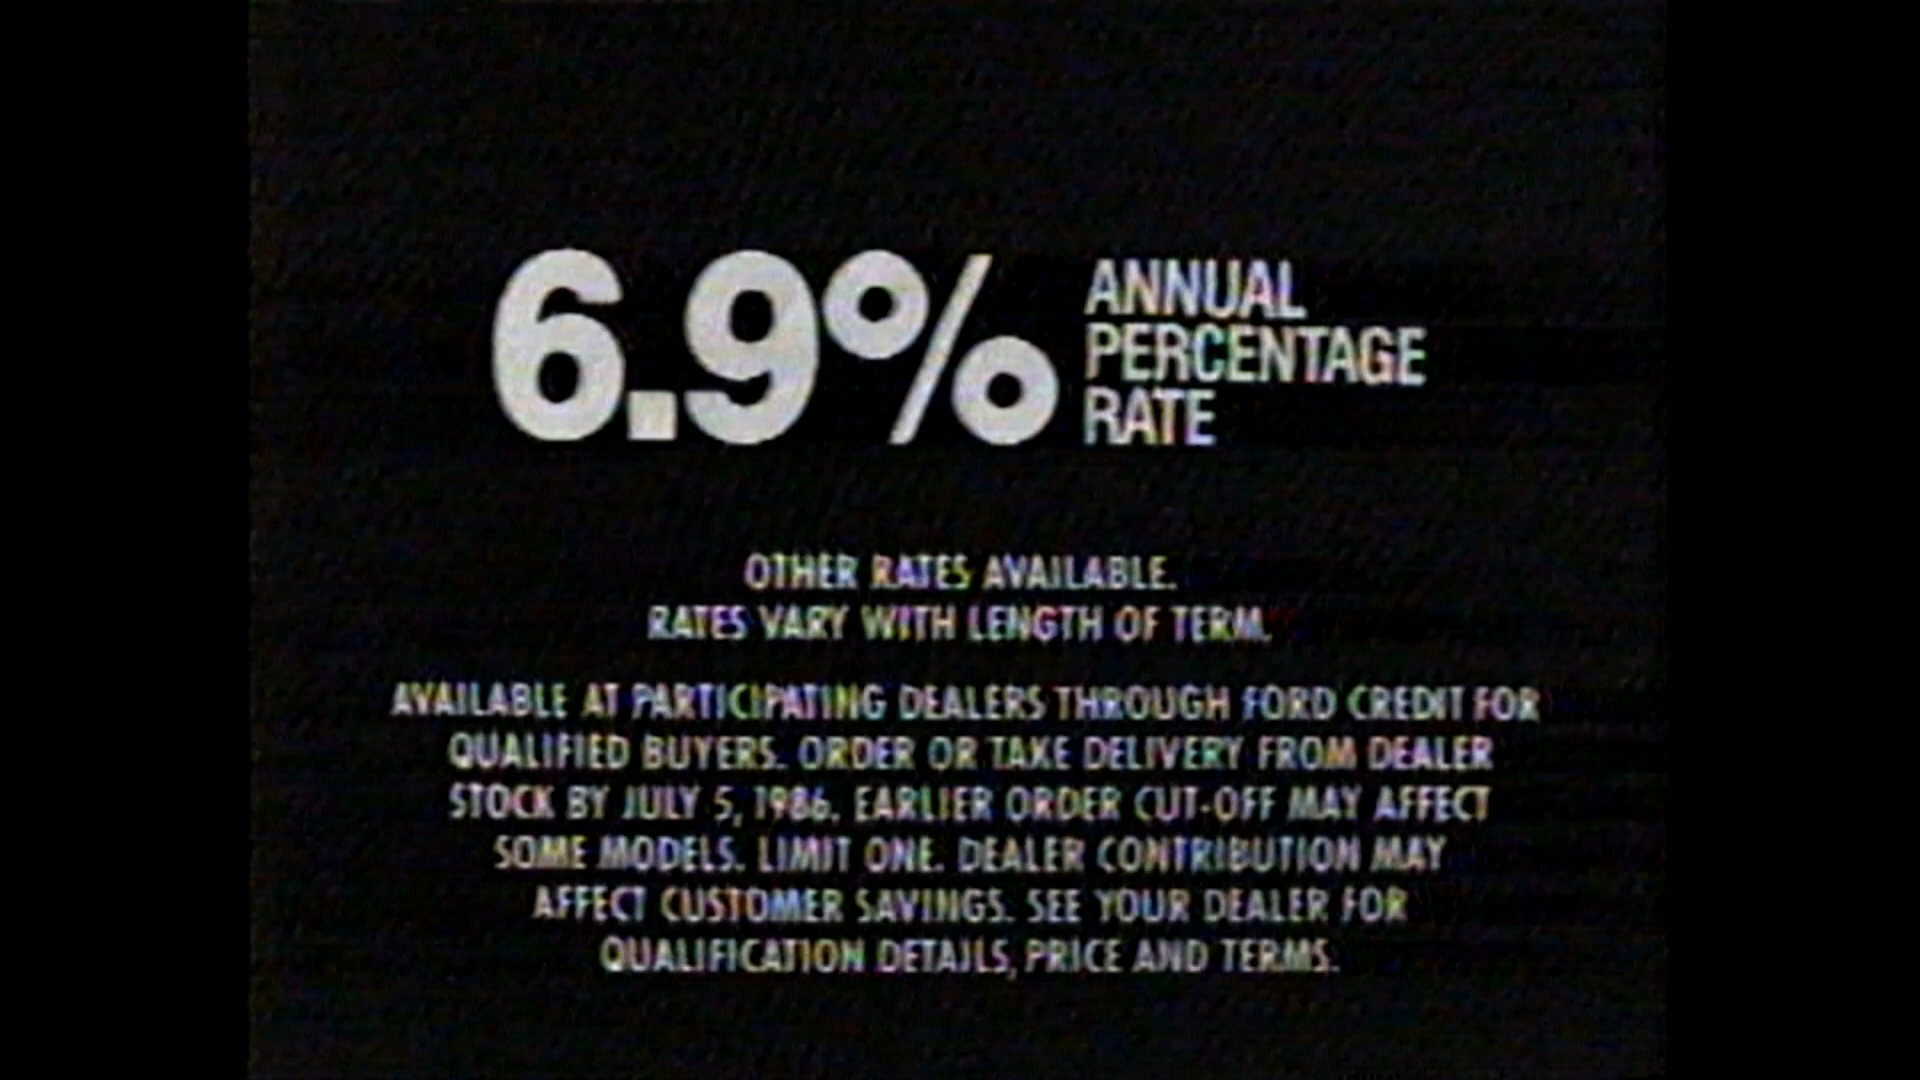 6.9% ANNUAL
PERCENTAGE
RATE
OTHER RATES AVAILABLE.
RATES VARY WITH LENGTH OF TERM.
AVAILABLE AT PARTICIPATING DEALERS THROUGH FORD CREDIT FOR
QUALIFIED BUYERS. ORDER OR TAKE DELIVERY FROM DEALER
STOCK BY JULY 5, 1986. EARLIER ORDER CUT-OFF MAY AFFECT
SOME MODELS. LIMIT ONE. DEALER CONTRIBUTION MAY
AFFECT CUSTOMER SAVINGS. SEE YOUR DEALER FOR
QUALIFICATION DETAILS, PRICE AND TERMS.